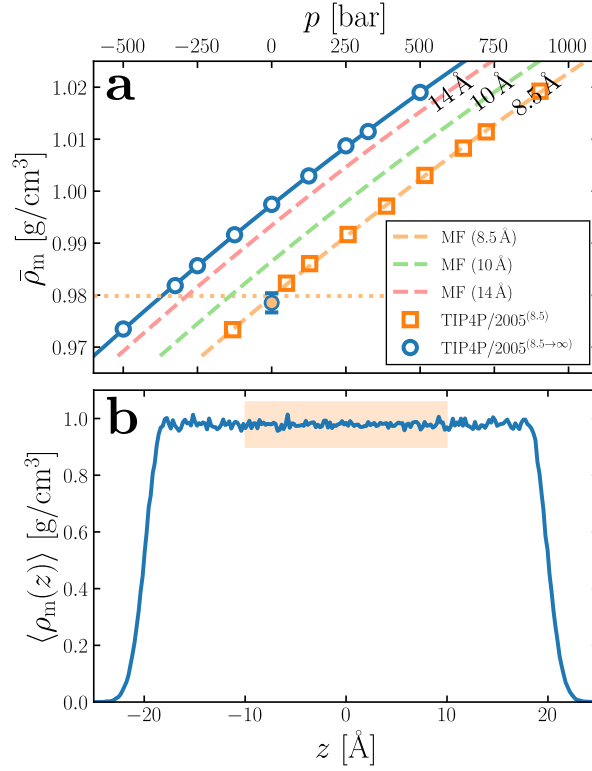 p [bar]
−500 −250 0 250 500 750 1000
a
14 Å 10 Å 8.5 Å
1.02
1.01
1.00
0.99
0.98
0.97
ρ̄ₘ [g/cm³]
MF (8.5 Å)
MF (10 Å)
MF (14 Å)
TIP4P/2005⁽⁸·⁵⁾
TIP4P/2005⁽⁸·⁵→∞⁾
b
1.0
0.8
0.6
0.4
0.2
0.0
⟨ρₘ(z)⟩ [g/cm³]
−20 −10 0 10 20
z [Å]